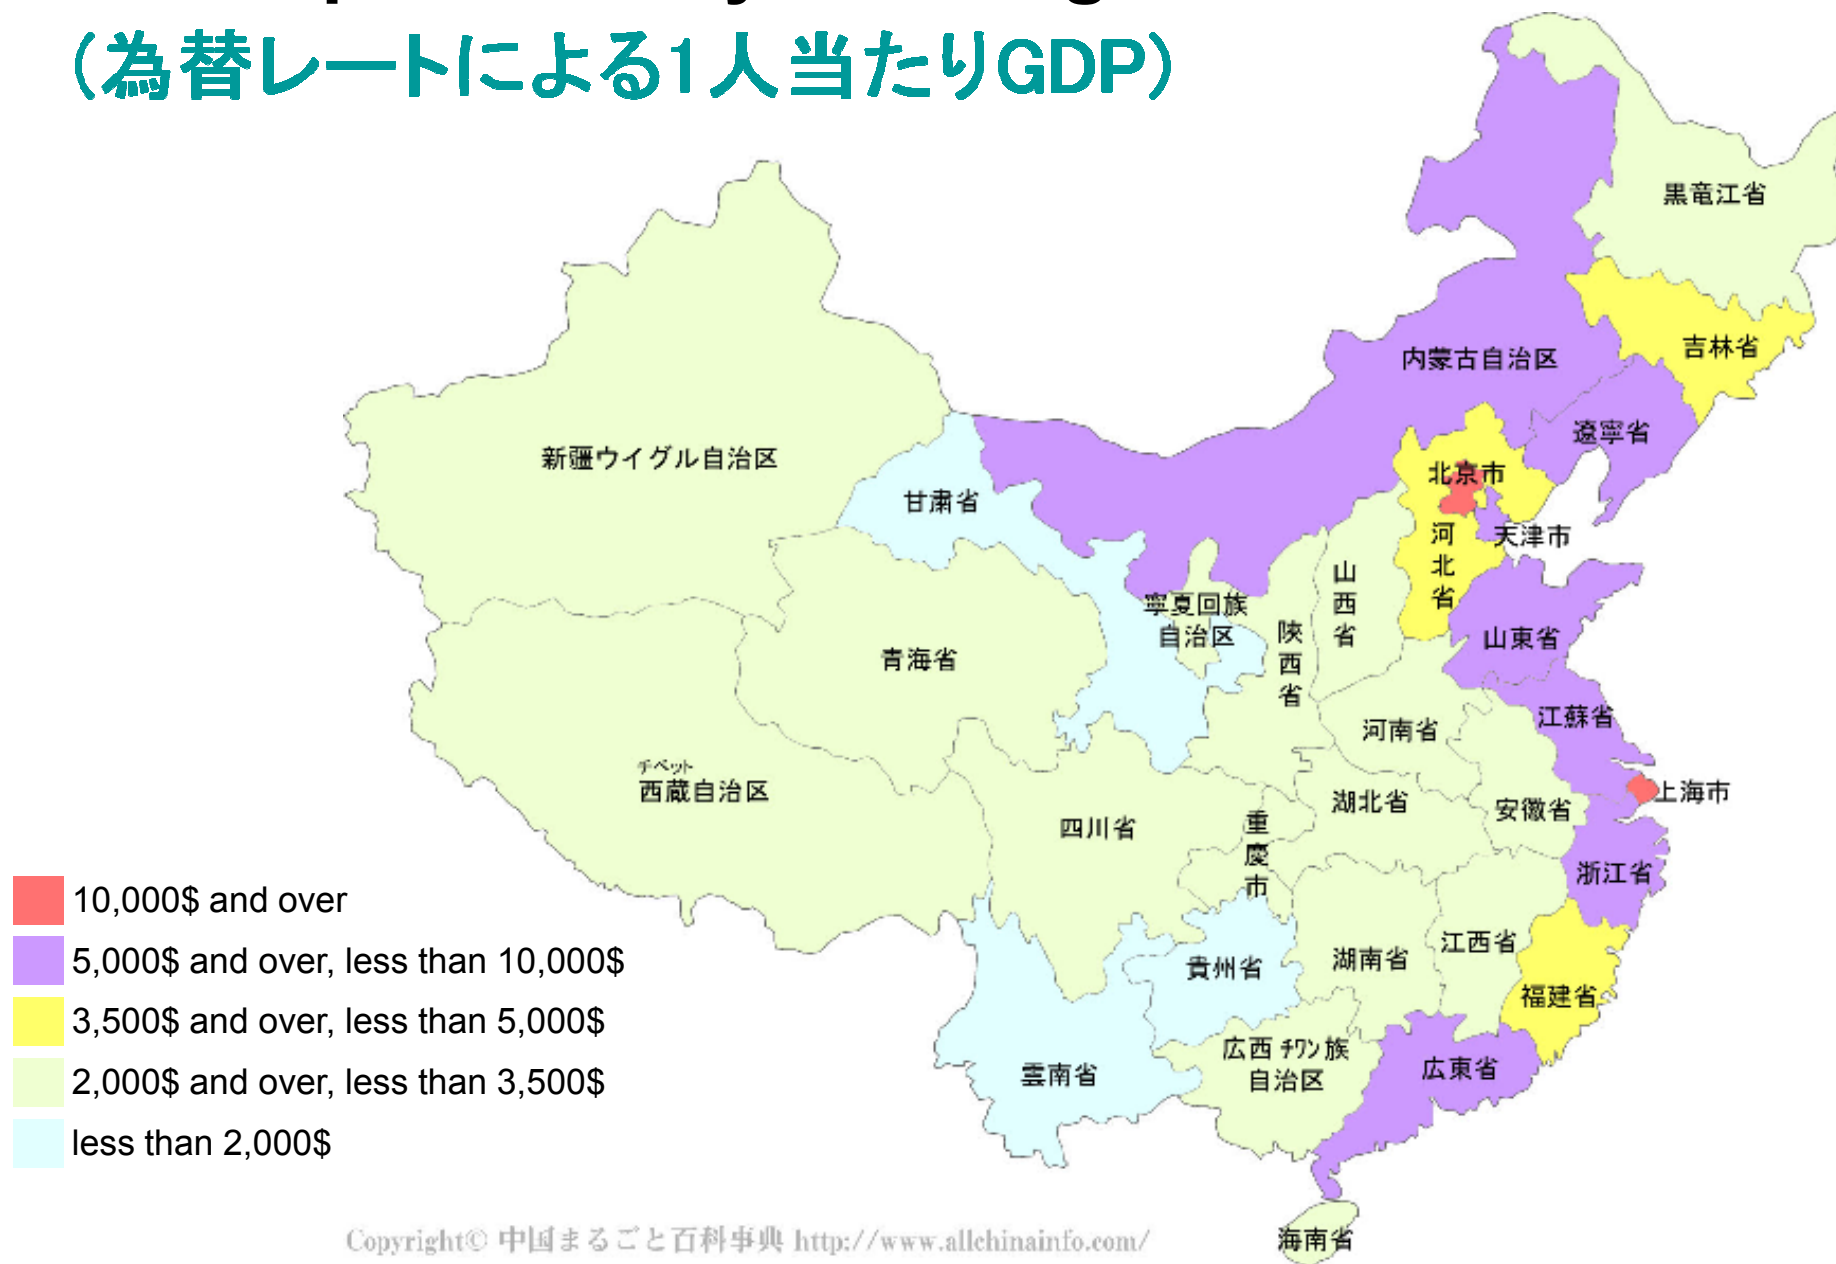 (為替レートによる1人当たりGDP)
黒竜江省
吉林省
内蒙古自治区
遼寧省
新疆ウイグル自治区
北京市
甘粛省
河北省
天津市
山西省
寧夏回族
自治区
陝西省
山東省
青海省
江蘇省
河南省
チベット
西蔵自治区
上海市
湖北省
安徽省
四川省
重慶市
浙江省
10,000$ and over
5,000$ and over, less than 10,000$
3,500$ and over, less than 5,000$
2,000$ and over, less than 3,500$
less than 2,000$
江西省
湖南省
貴州省
福建省
広西チワン族
自治区
広東省
雲南省
海南省
Copyright© 中国まるごと百科事典 http://www.allchinainfo.com/